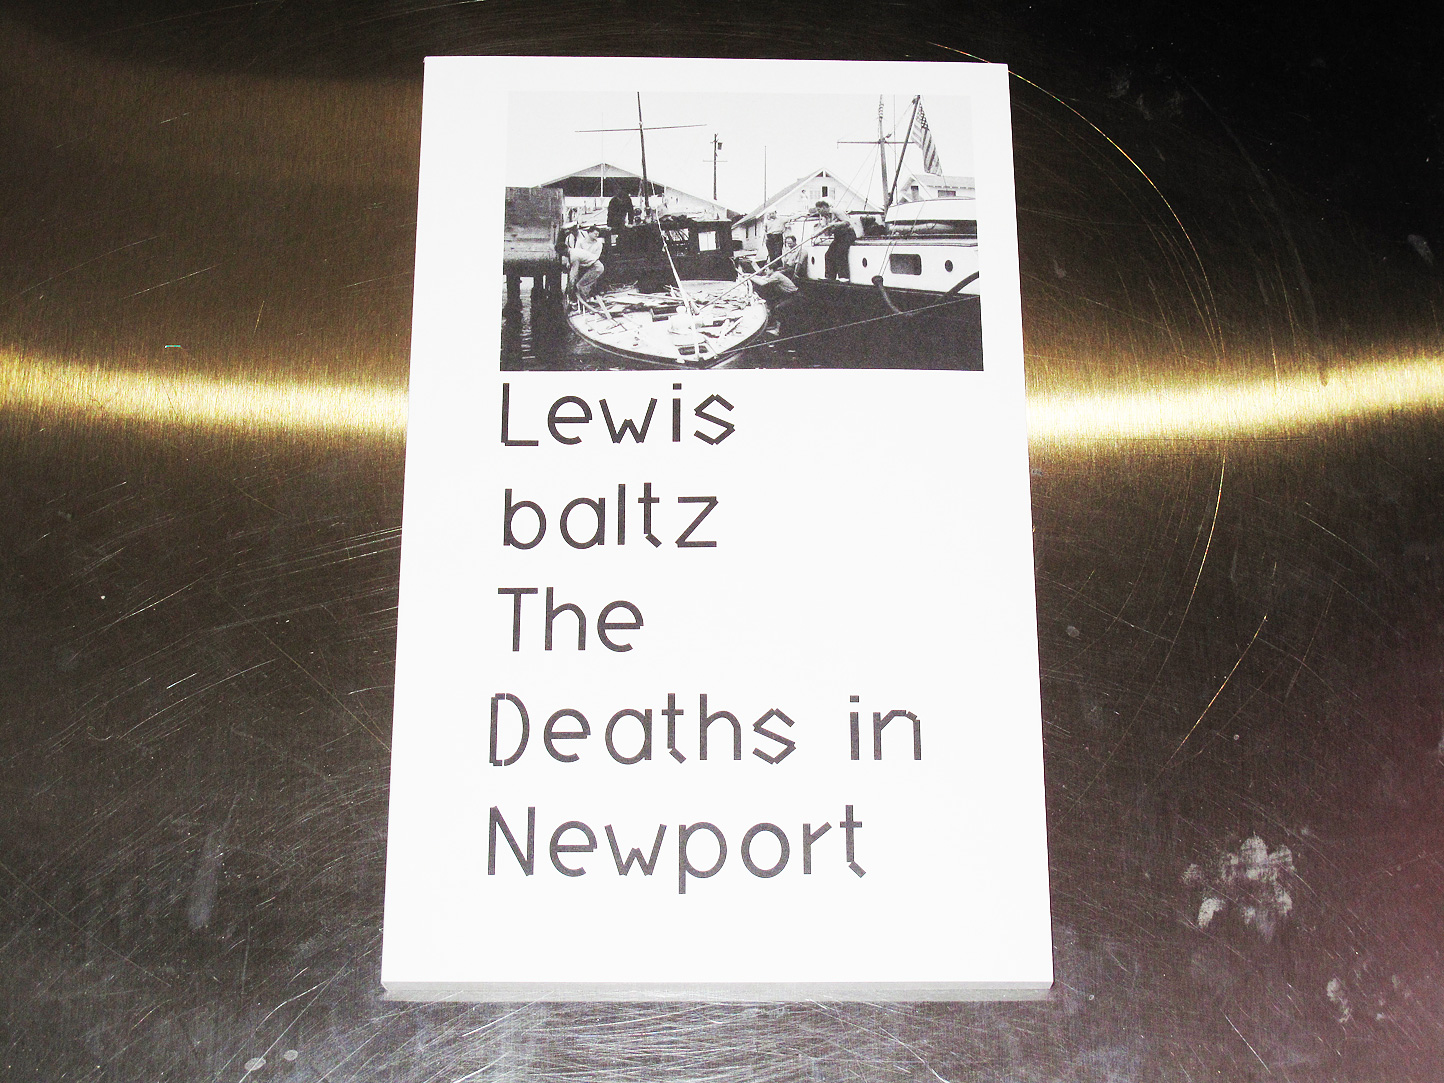 Lewis
baltz
The
Deaths in
Newport